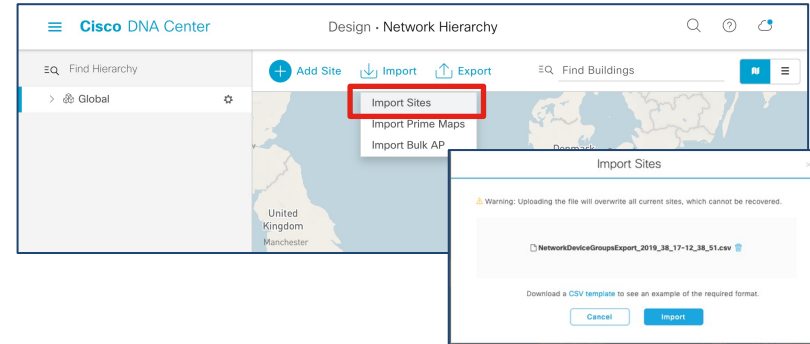 Cisco DNA Center
Design · Network Hierarchy
Find Hierarchy
Add Site
Import
Export
Find Buildings
Global
Import Sites
Import Prime Maps
Import Bulk AP
Denmark
United
Kingdom
Manchester
Import Sites
Warning: Uploading the file will overwrite all current sites, which cannot be recovered.
NetworkDeviceGroupsExport_2019_38_17-12_38_51.csv
Download a CSV template to see an example of the required format.
Cancel
Import